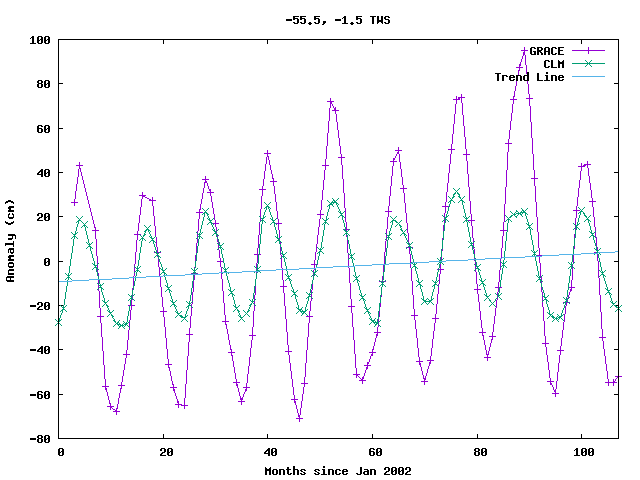 -55.5, -1.5 TWS
GRACE
CLM
Trend Line
100
80
60
40
20
0
-20
-40
-60
-80
Anomaly (cm)
0 20 40 60 80 100
Months since Jan 2002